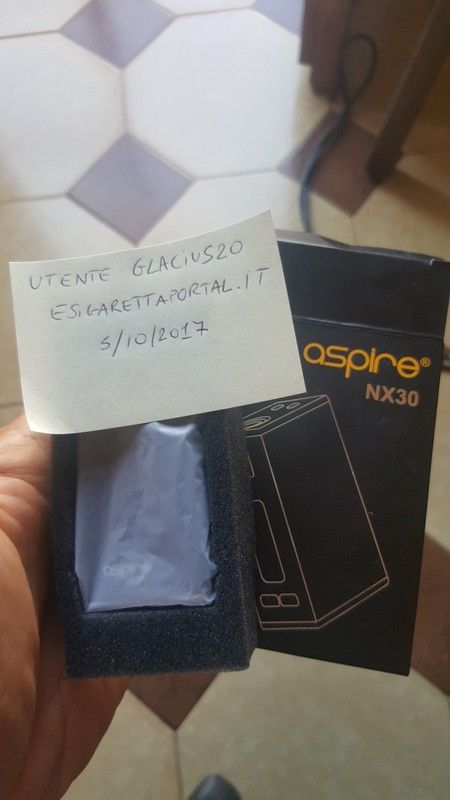 UTENTE GLACIUS20
ESIGARETTAPORTAL.IT
5/10/2017
aspire®
NX30